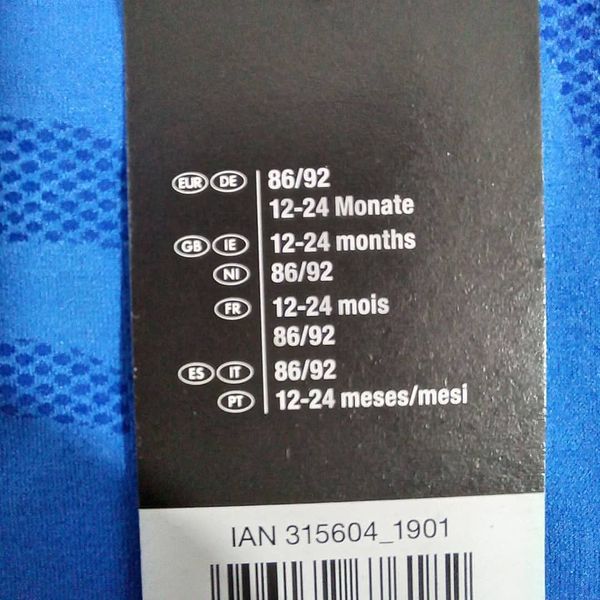 EUR DE 86/92
12-24 Monate
GB IE 12-24 months
NI 86/92
FR 12-24 mois
86/92
ES IT 86/92
PT 12-24 meses/mesi
IAN 315604_1901